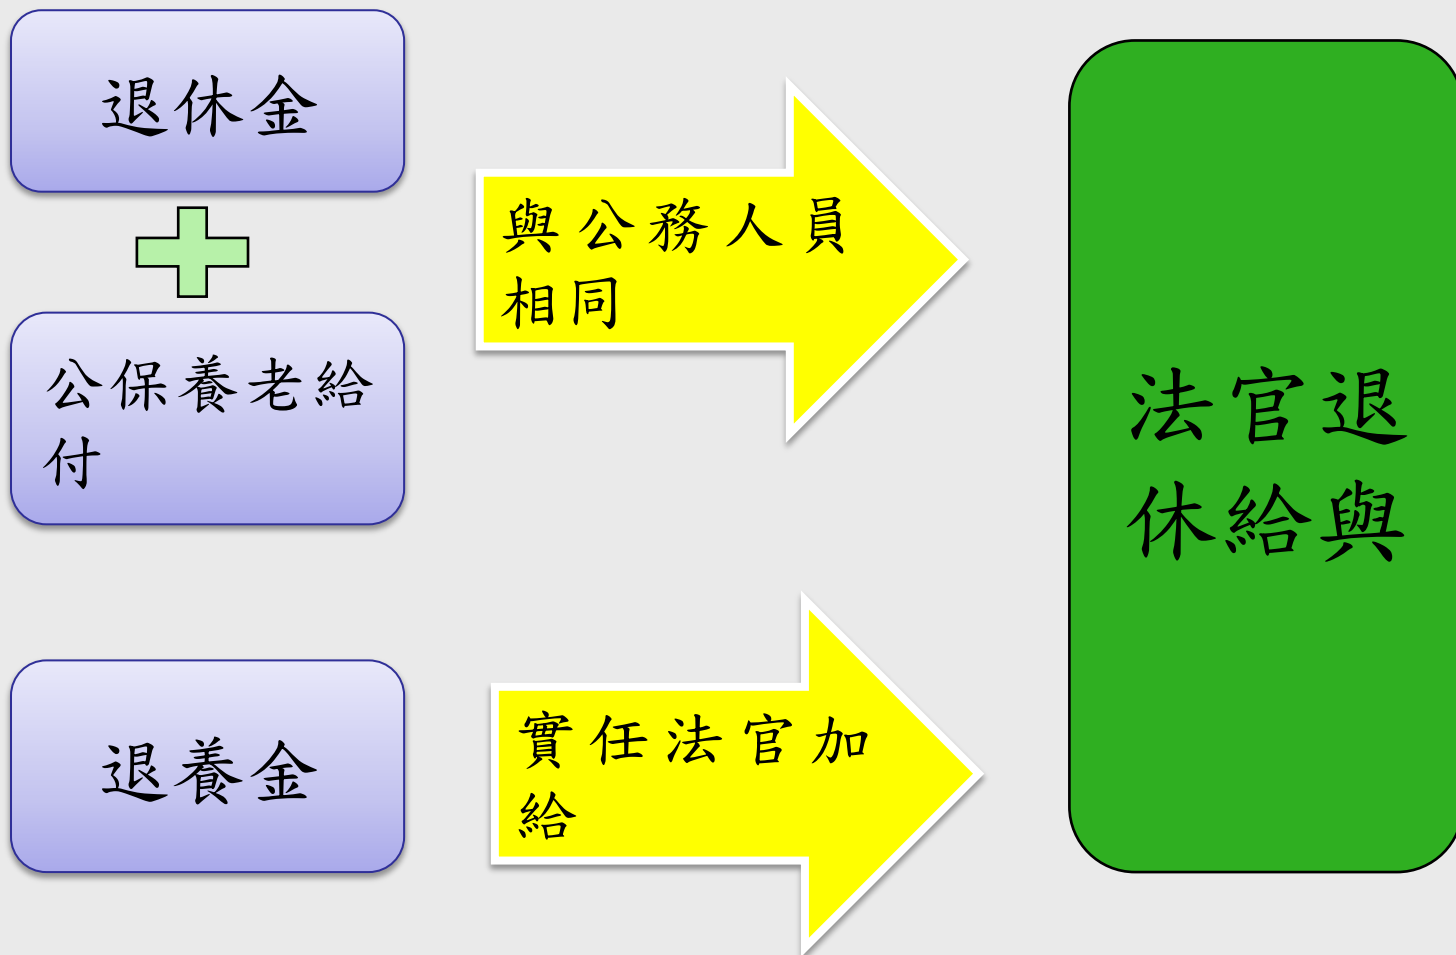 退休金
公保養老給
付
與公務人員
相同
退養金
實任法官加
給
法官退
休給與